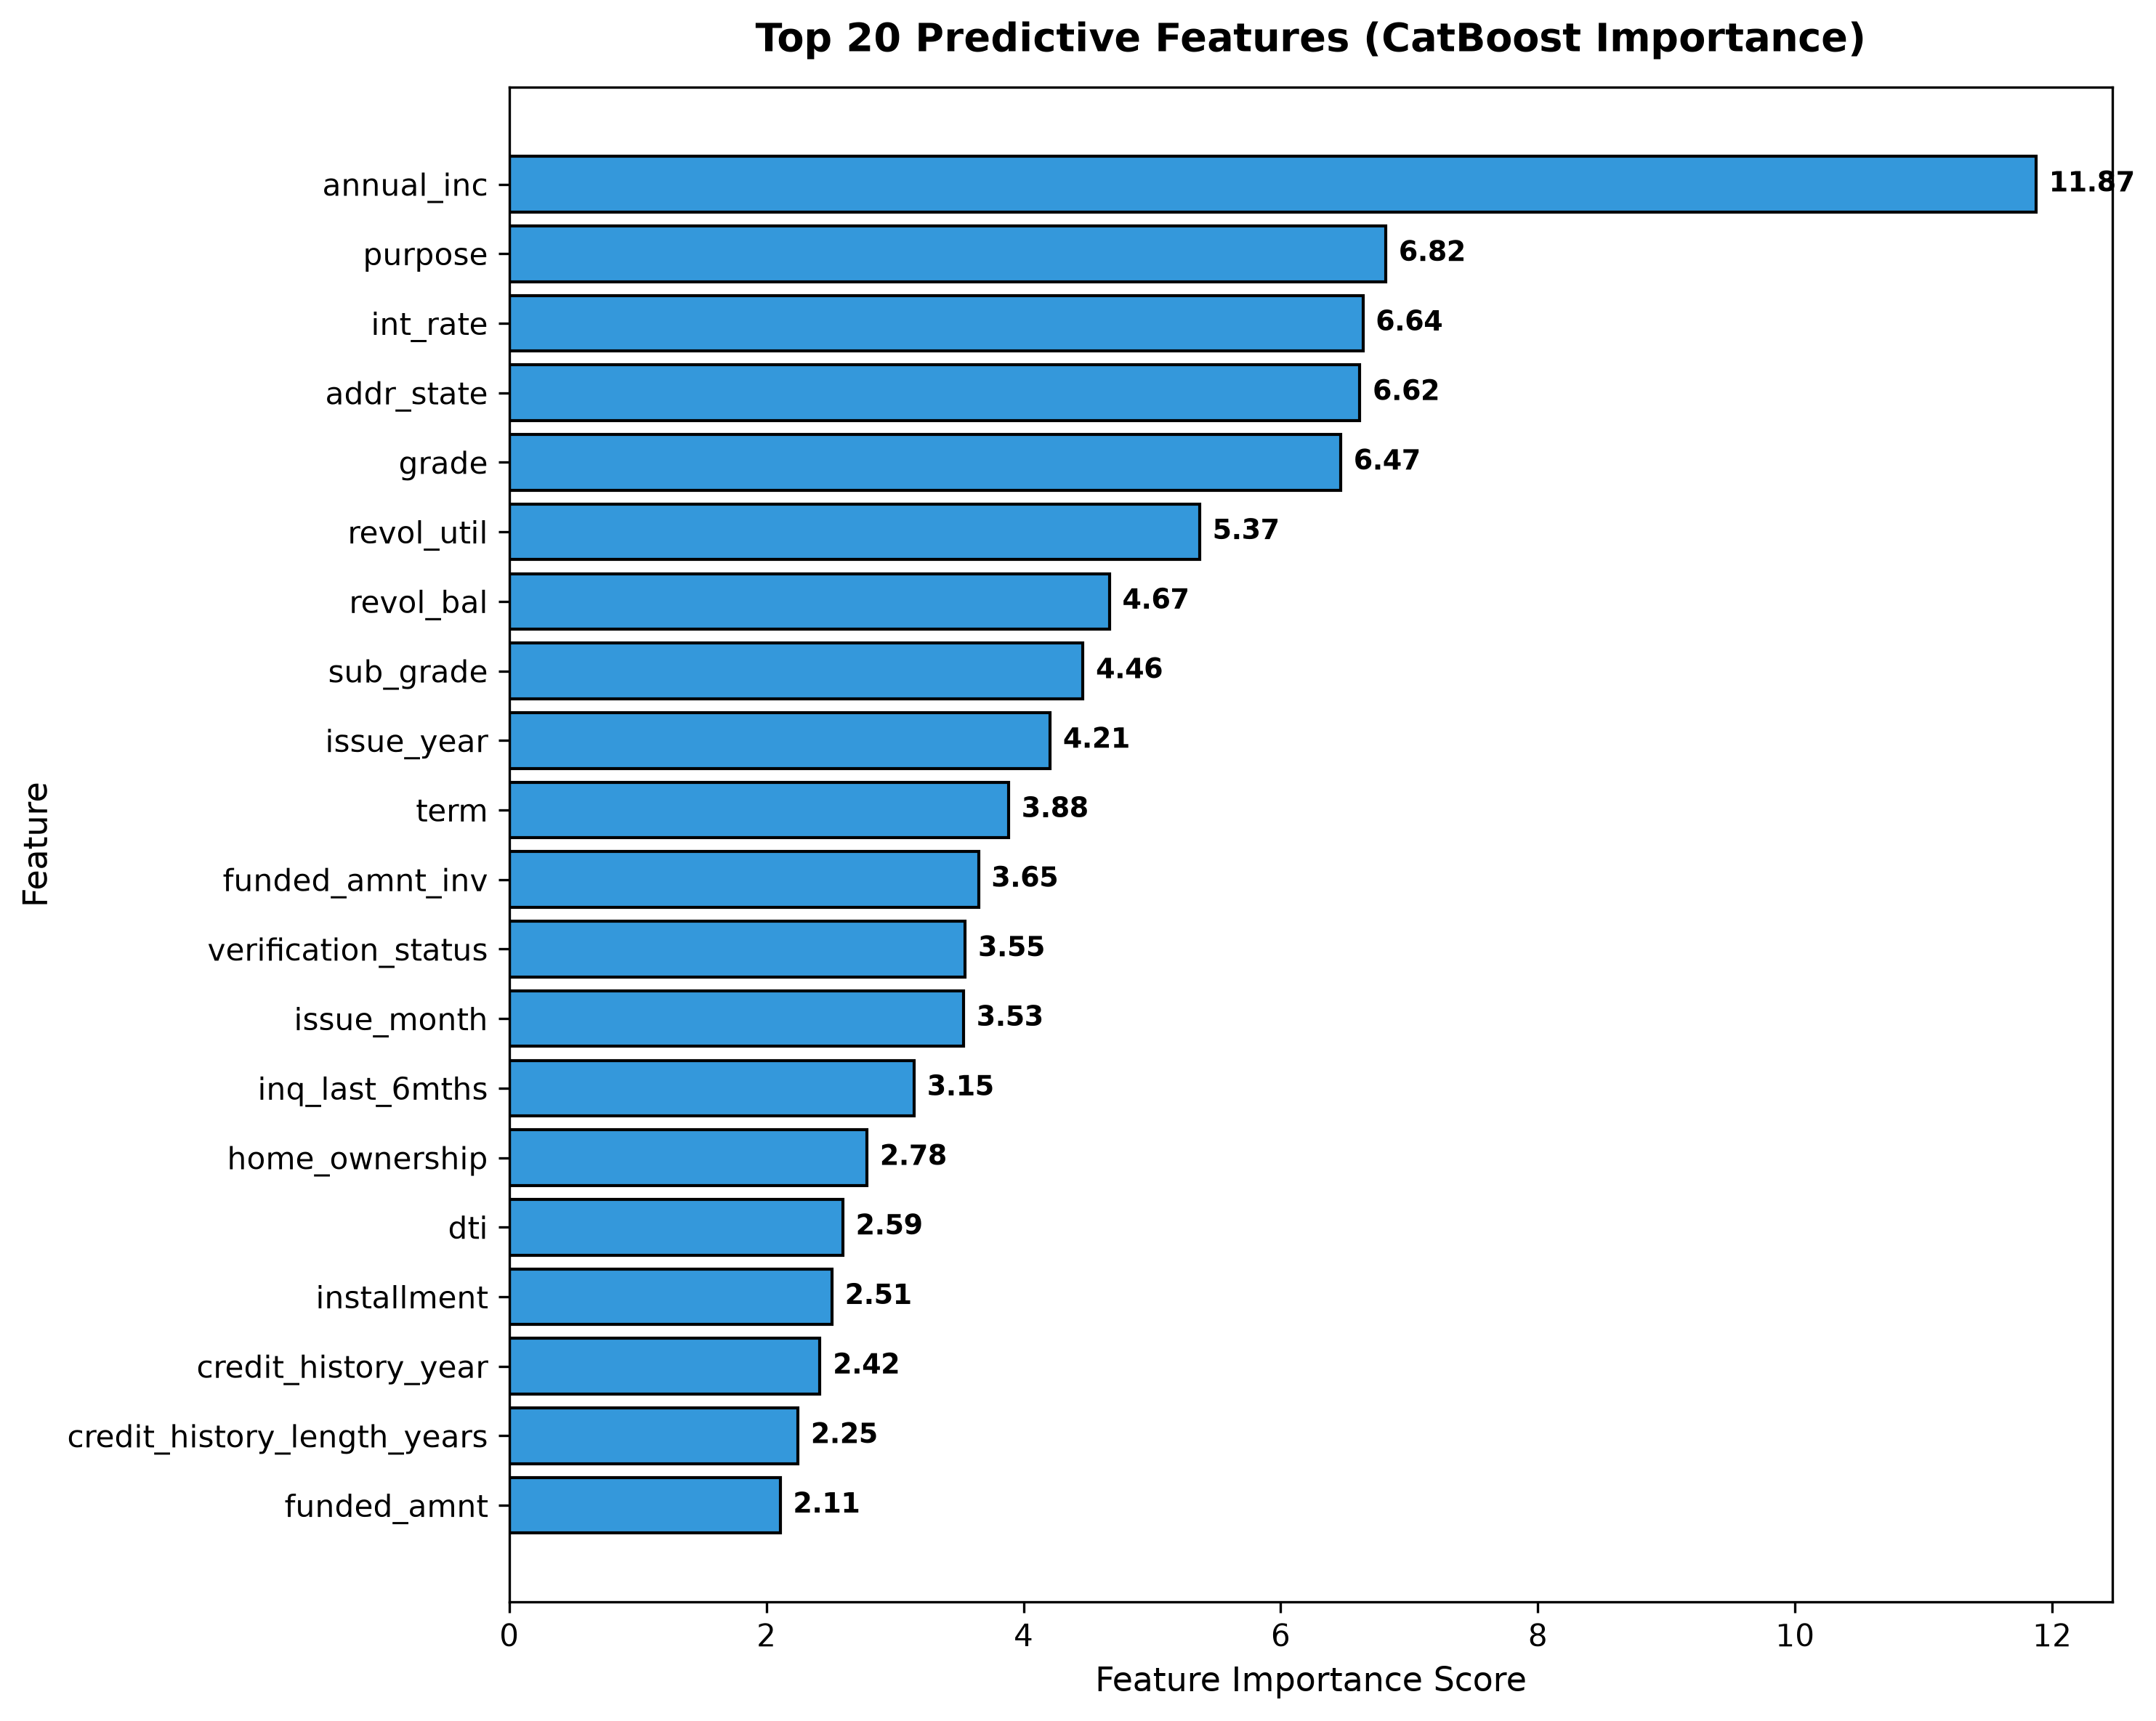 Top 20 Predictive Features (CatBoost Importance)
annual_inc 11.87
purpose 6.82
int_rate 6.64
addr_state 6.62
grade 6.47
revol_util 5.37
revol_bal 4.67
sub_grade 4.46
issue_year 4.21
term 3.88
funded_amnt_inv 3.65
verification_status 3.55
issue_month 3.53
inq_last_6mths 3.15
home_ownership 2.78
dti 2.59
installment 2.51
credit_history_year 2.42
credit_history_length_years 2.25
funded_amnt 2.11
Feature
0 2 4 6 8 10 12
Feature Importance Score